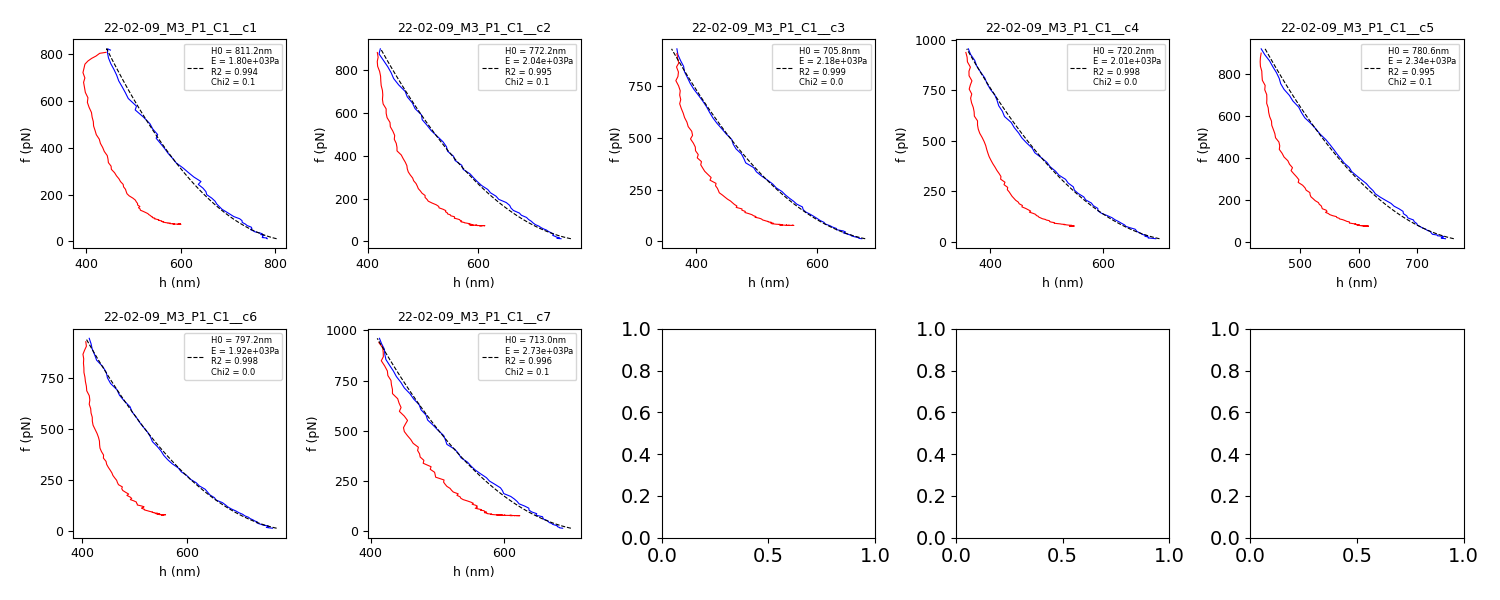 22-02-09_M3_P1_C1__c1
22-02-09_M3_P1_C1__c2
22-02-09_M3_P1_C1__c3
22-02-09_M3_P1_C1__c4
22-02-09_M3_P1_C1__c5
800
600
400
200
0
f (pN)
400
600
800
h (nm)
H0 = 811.2nm
E = 1.80e+03Pa
R2 = 0.994
Chi2 = 0.1
800
600
400
200
0
f (pN)
400
600
h (nm)
H0 = 772.2nm
E = 2.04e+03Pa
R2 = 0.995
Chi2 = 0.1
750
500
250
0
f (pN)
400
600
h (nm)
H0 = 705.8nm
E = 2.18e+03Pa
R2 = 0.999
Chi2 = 0.0
1000
750
500
250
0
f (pN)
400
600
h (nm)
H0 = 720.2nm
E = 2.01e+03Pa
R2 = 0.998
Chi2 = 0.0
800
600
400
200
0
f (pN)
500
600
700
h (nm)
H0 = 780.6nm
E = 2.34e+03Pa
R2 = 0.995
Chi2 = 0.1
22-02-09_M3_P1_C1__c6
22-02-09_M3_P1_C1__c7
750
500
250
0
f (pN)
400
600
h (nm)
H0 = 797.2nm
E = 1.92e+03Pa
R2 = 0.998
Chi2 = 0.0
1000
750
500
250
0
f (pN)
400
600
h (nm)
H0 = 713.0nm
E = 2.73e+03Pa
R2 = 0.996
Chi2 = 0.1
1.0
0.8
0.6
0.4
0.2
0.0
0.0
0.5
1.0
1.0
0.8
0.6
0.4
0.2
0.0
0.0
0.5
1.0
1.0
0.8
0.6
0.4
0.2
0.0
0.0
0.5
1.0